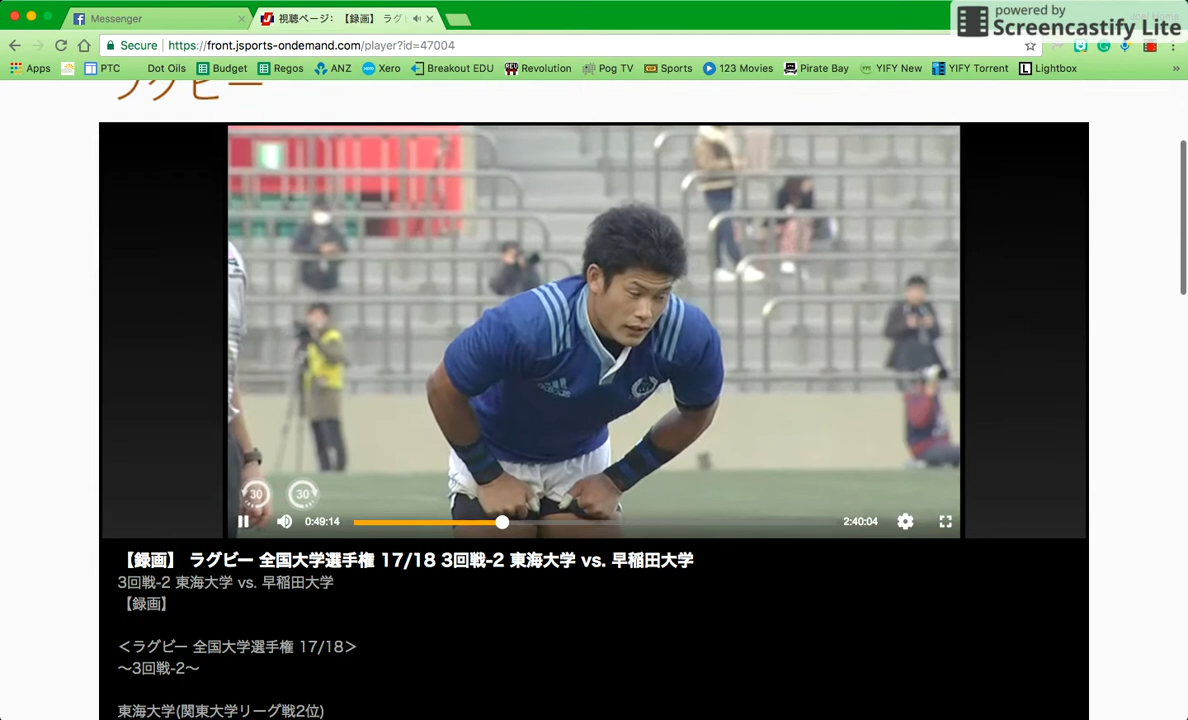 powered by
Screencastify Lite
Messenger
視聴ページ: 【録画】 ラグ
Secure
https://front.jsports-ondemand.com/player?id=47004
Apps
PTC
Dot Oils
Budget
Regos
ANZ
Xero
Breakout EDU
Revolution
Pog TV
Sports
123 Movies
Pirate Bay
YIFY New
YIFY Torrent
Lightbox
»
ラグビー
30
30
0:49:14
2:40:04
【録画】 ラグビー 全国大学選手権 17/18 3回戦-2 東海大学 vs. 早稲田大学
3回戦-2 東海大学 vs. 早稲田大学
【録画】
＜ラグビー 全国大学選手権 17/18＞
～3回戦-2～
東海大学(関東大学リーグ戦2位)